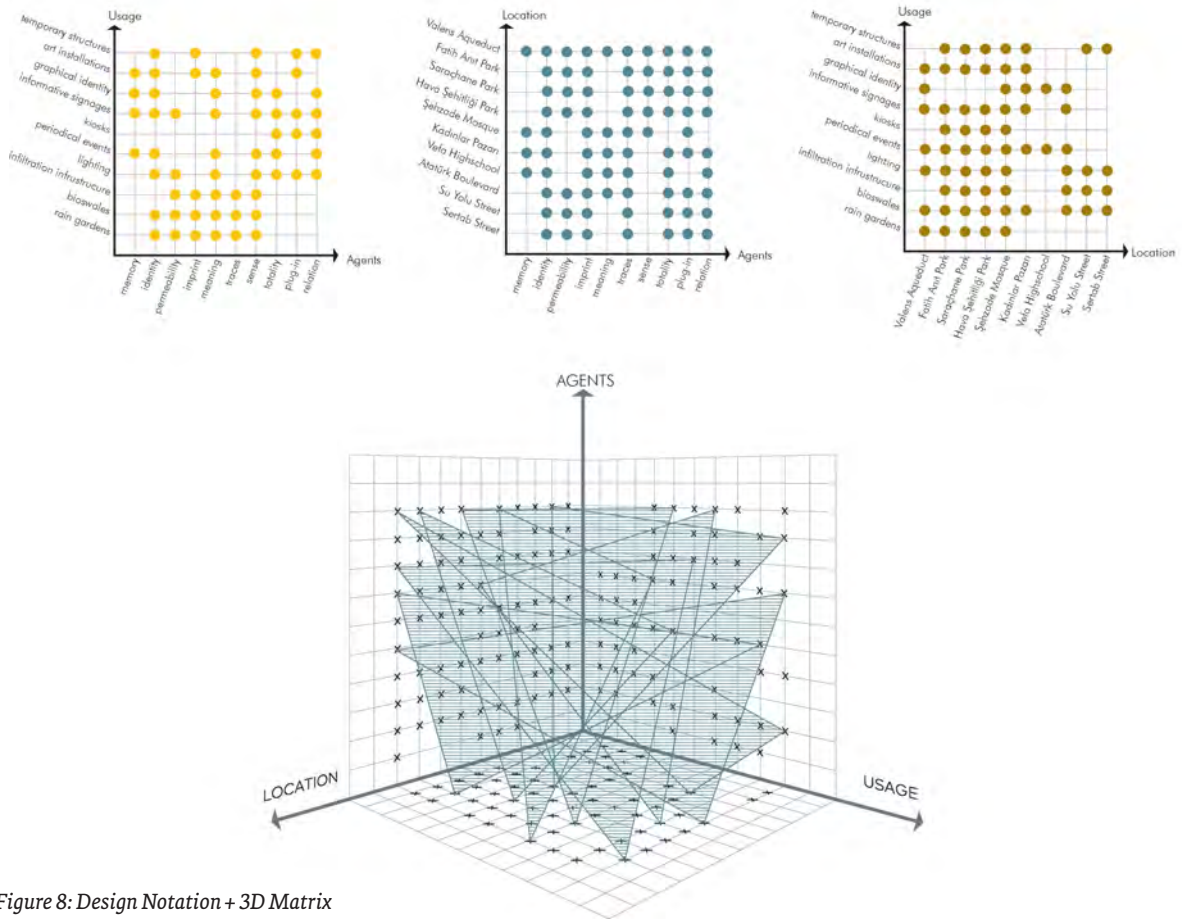 Usage
temporary structures
art installations
graphical identity
informative signages
kiosks
periodical events
lighting
infiltration infrustrucure
bioswales
rain gardens
Agents
memory
identity
permeability
imprint
meaning
traces
sense
totality
plug-in
relation
Location
Valens Aqueduct
Fatih Anıt Park
Saraçhane Park
Hava Şehitliği Park
Şehzade Mosque
Kadınlar Pazarı
Vefa Highschool
Atatürk Boulevard
Su Yolu Street
Sertab Street
Agents
memory
identity
permeability
imprint
meaning
traces
sense
totality
plug-in
relation
Usage
temporary structures
art installations
graphical identity
informative signages
kiosks
periodical events
lighting
infiltration infrustrucure
bioswales
rain gardens
Location
Valens Aqueduct
Fatih Anıt Park
Saraçhane Park
Hava Şehitliği Park
Şehzade Mosque
Kadınlar Pazarı
Vefa Highschool
Atatürk Boulevard
Su Yolu Street
Sertab Street
AGENTS
LOCATION
USAGE
Figure 8: Design Notation + 3D Matrix